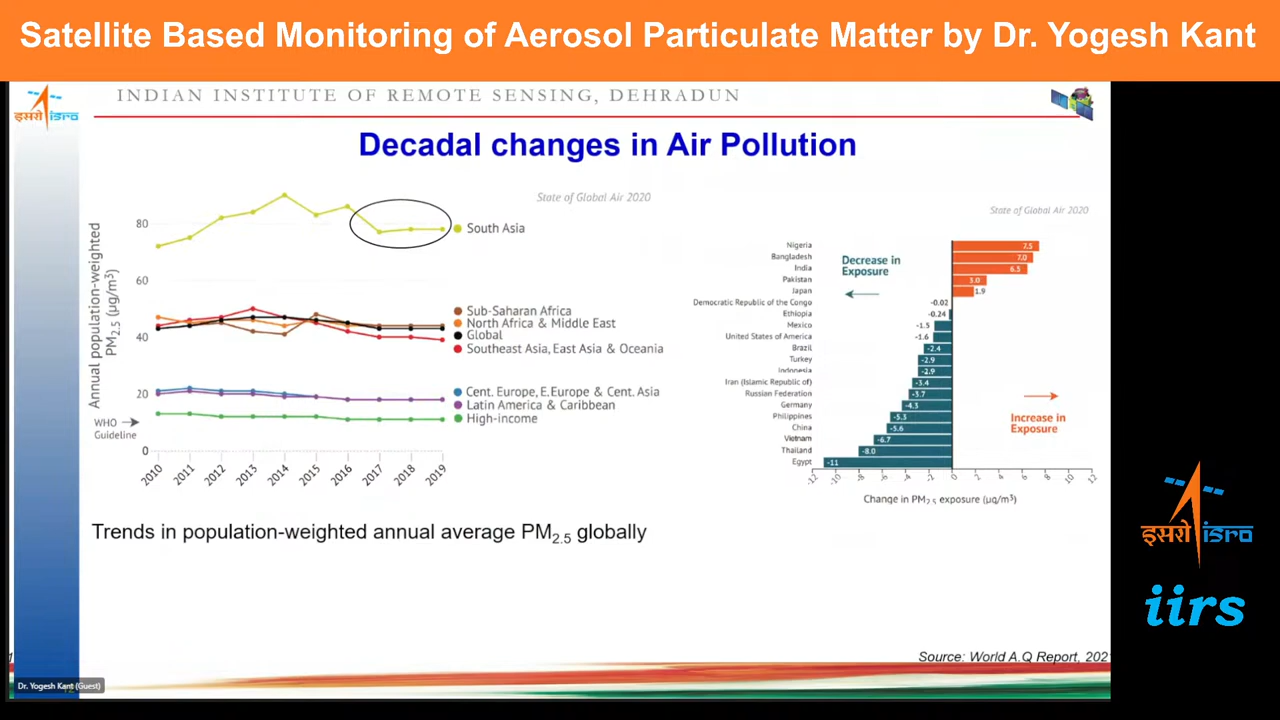 Satellite Based Monitoring of Aerosol Particulate Matter by Dr. Yogesh Kant
INDIAN INSTITUTE OF REMOTE SENSING, DEHRADUN
इसरो isro
Decadal changes in Air Pollution
State of Global Air 2020
Annual population-weighted
PM2.5 (µg/m³)
80
60
40
20
0
WHO
Guideline
South Asia
Sub-Saharan Africa
North Africa & Middle East
Global
Southeast Asia, East Asia & Oceania
Cent. Europe, E.Europe & Cent. Asia
Latin America & Caribbean
High-income
2010 2011 2012 2013 2014 2015 2016 2017 2018 2019
Trends in population-weighted annual average PM2.5 globally
State of Global Air 2020
Decrease in
Exposure
Increase in
Exposure
Nigeria 7.5
Bangladesh 7.0
India 6.5
Pakistan 3.0
Japan 1.9
Democratic Republic of the Congo -0.02
Ethiopia -0.24
Mexico -1.5
United States of America -1.6
Brazil -2.4
Turkey -2.9
Indonesia -2.9
Iran (Islamic Republic of) -3.4
Russian Federation -3.7
Germany -4.3
Philippines -5.3
China -5.6
Vietnam -6.7
Thailand -8.0
Egypt -11
-12 -10 -8 -6 -4 -2 0 2 4 6 8 10 12
Change in PM2.5 exposure (µg/m³)
इसरो isro
iirs
Source: World A.Q Report, 202
Dr. Yogesh Kant (Guest)